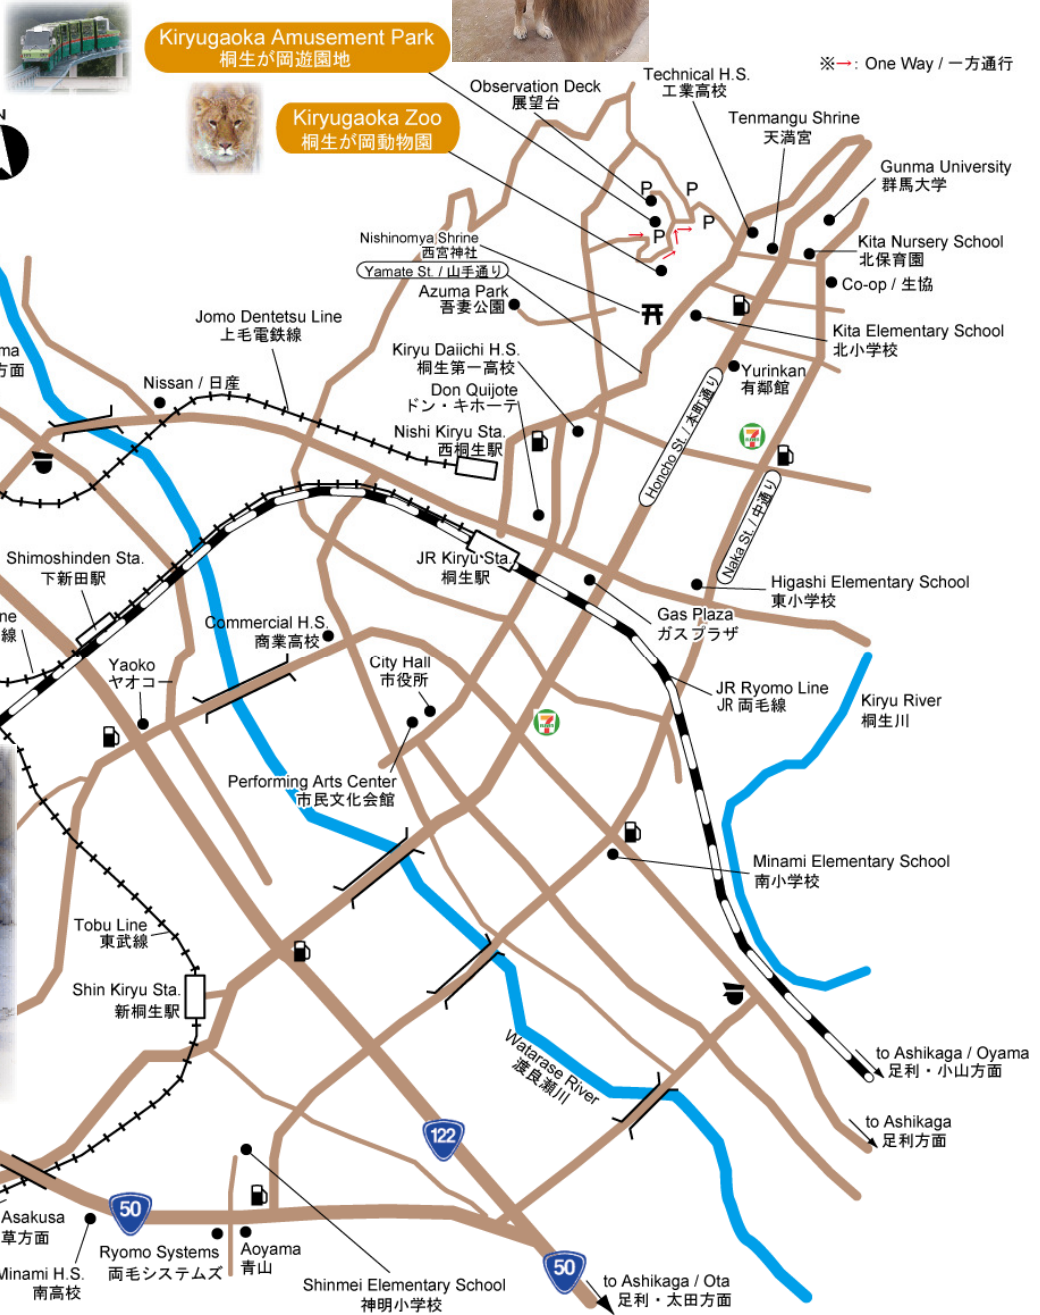 Kiryugaoka Amusement Park
桐生が岡遊園地
Kiryugaoka Zoo
桐生が岡動物園
※→: One Way / 一方通行
Observation Deck
展望台
Technical H.S.
工業高校
Tenmangu Shrine
天満宮
Gunma University
群馬大学
P
P
P
P
Nishinomya Shrine
西宮神社
Yamate St. / 山手通り
Kita Nursery School
北保育園
Co-op / 生協
Azuma Park
吾妻公園
Jomo Dentetsu Line
上毛電鉄線
Kita Elementary School
北小学校
ma
方面
Kiryu Daiichi H.S.
桐生第一高校
Yurinkan
有鄰館
Nissan / 日産
Don Quijote
ドン・キホーテ
Honcho St. / 本町通り
Nishi Kiryu Sta.
西桐生駅
7
Naka St. / 中通り
Shimoshinden Sta.
下新田駅
JR Kiryu Sta.
桐生駅
Higashi Elementary School
東小学校
ne
線
Commercial H.S.
商業高校
Gas Plaza
ガスプラザ
Yaoko
ヤオコー
City Hall
市役所
JR Ryomo Line
JR 両毛線
Kiryu River
桐生川
7
Performing Arts Center
市民文化会館
Minami Elementary School
南小学校
Tobu Line
東武線
Shin Kiryu Sta.
新桐生駅
Watarase River
渡良瀬川
to Ashikaga / Oyama
足利・小山方面
to Ashikaga
足利方面
122
50
Asakusa
草方面
Minami H.S.
南高校
Ryomo Systems
両毛システムズ
Aoyama
青山
Shinmei Elementary School
神明小学校
50
to Ashikaga / Ota
足利・太田方面